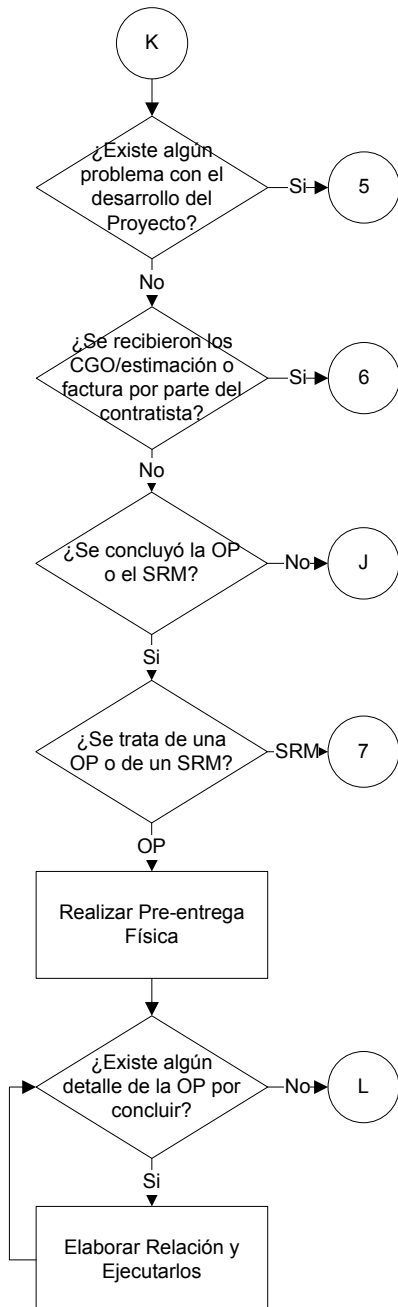 K
¿Existe algún
problema con el
desarrollo del
Proyecto?
Si
5
No
¿Se recibieron los
CGO/estimación o
factura por parte del
contratista?
Si
6
No
¿Se concluyó la OP
o el SRM?
No
J
Si
¿Se trata de una
OP o de un SRM?
SRM
7
OP
Realizar Pre-entrega
Física
¿Existe algún
detalle de la OP por
concluir?
No
L
Si
Elaborar Relación y
Ejecutarlos